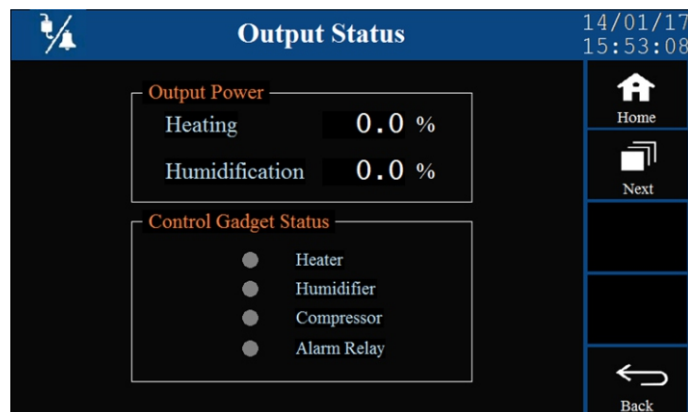 Output Status
14/01/17
15:53:08
Output Power
Heating 0.0 %
Humidification 0.0 %
Control Gadget Status
Heater
Humidifier
Compressor
Alarm Relay
Home
Next
Back